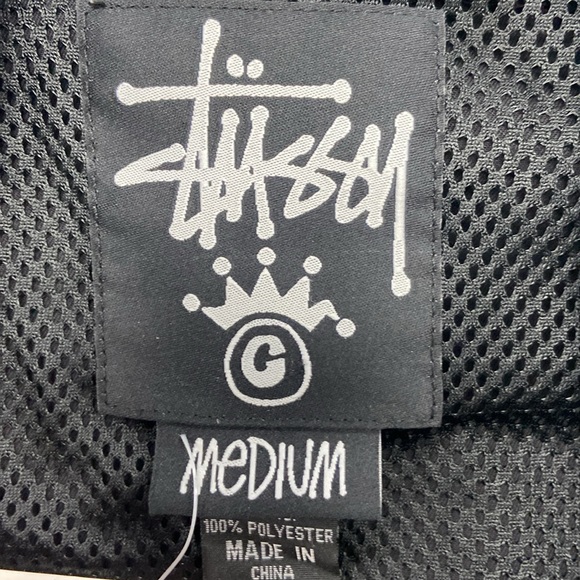 Stüssy
C
MEDIUM
100% POLYESTER
MADE IN
CHINA